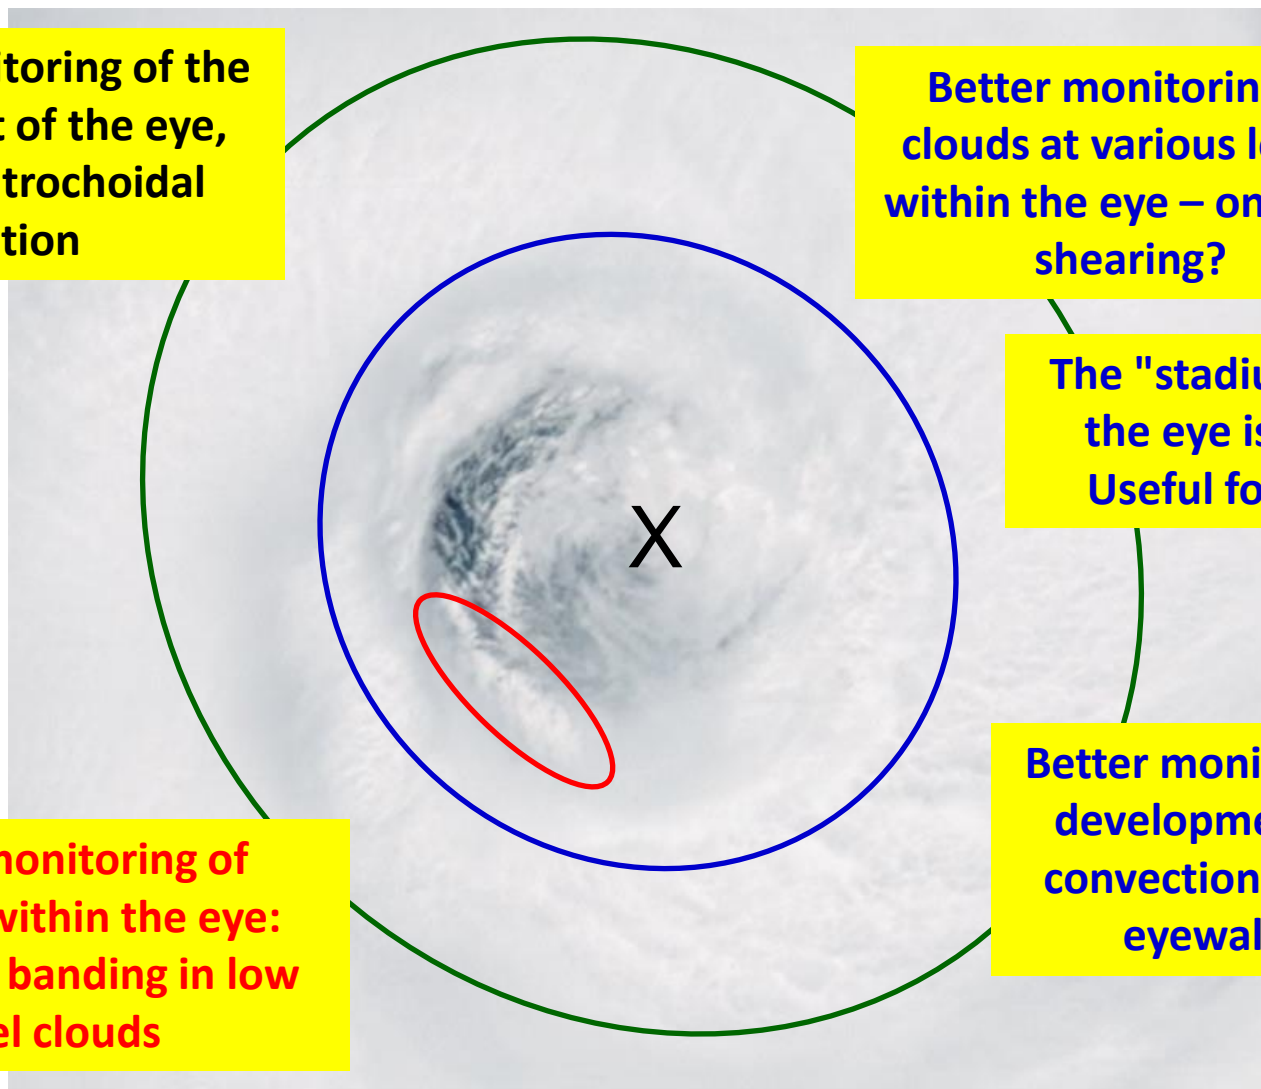 itoring of the
of the eye,
trochoidal
tion
Better monitorin
clouds at various l
within the eye – on
shearing?
The "stadiu
the eye is
Useful fo
X
monitoring of
within the eye:
banding in low
el clouds
Better moni
developme
convection
eyewal